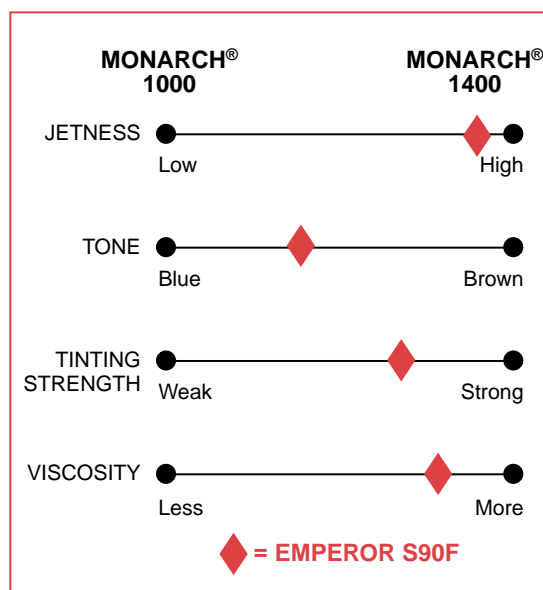 MONARCH® MONARCH®
1000 1400
JETNESS
Low High
TONE
Blue Brown
TINTING
STRENGTH
Weak Strong
VISCOSITY
Less More
= EMPEROR S90F